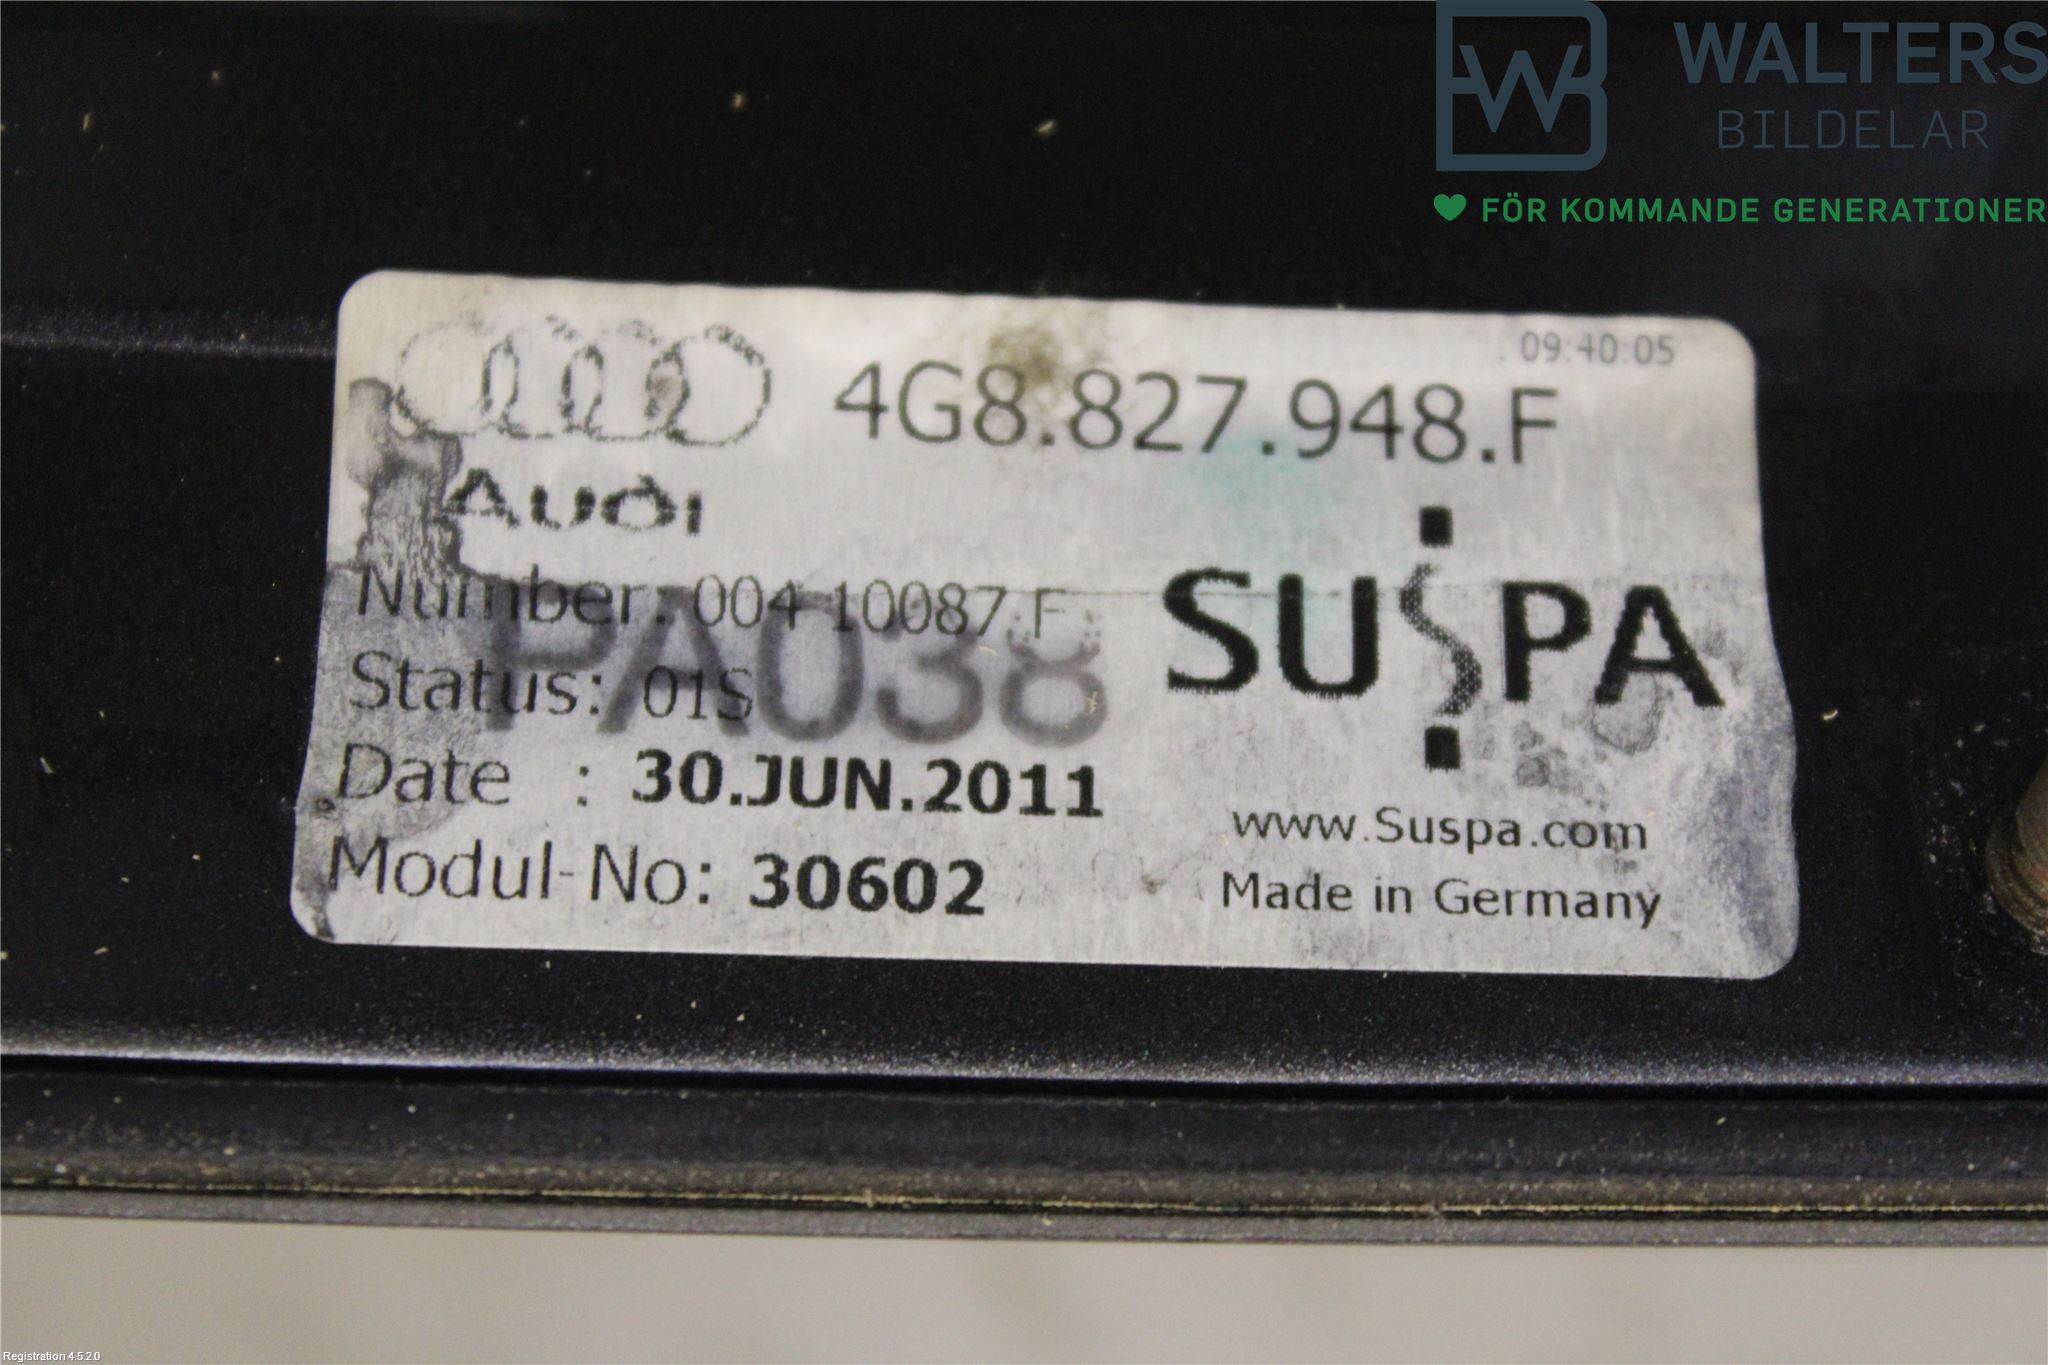 WALTERS
BILDELAR
FÖR KOMMANDE GENERATIONER
09:40:05
4G8.827.948.F
AUDI
Number: 004 10087 F
PA038
SUSPA
Status: 01S
Date : 30.JUN.2011
www.Suspa.com
Modul-No: 30602
Made in Germany
Registration 4.5.2.0